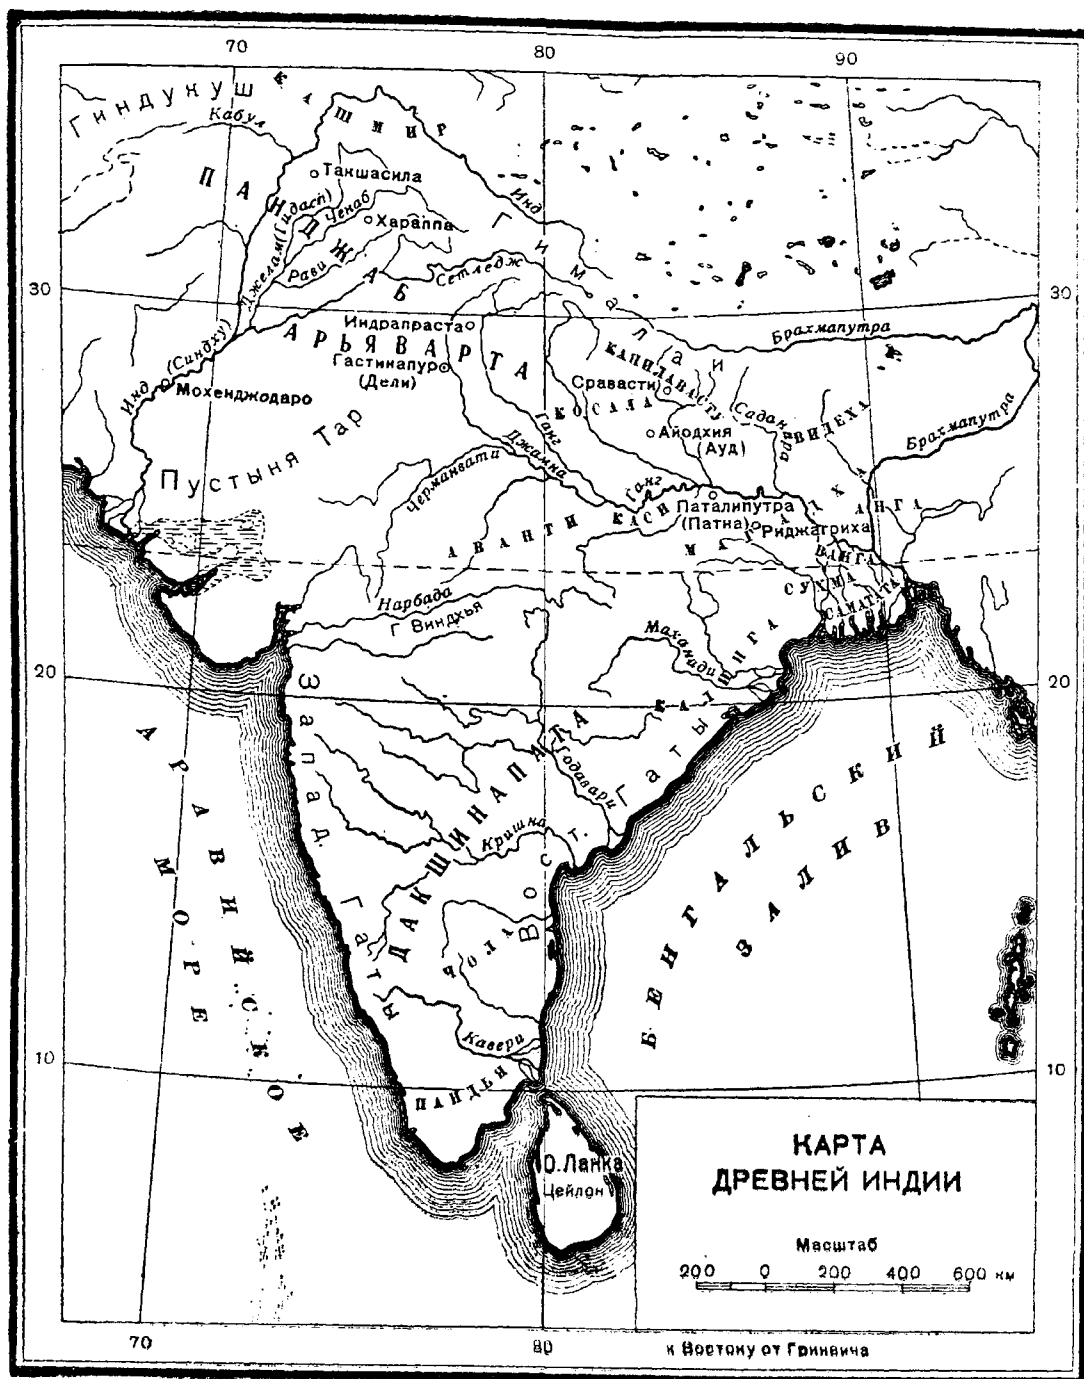 70
80
90
Гиндукуш
КАШМИР
Кабул
ПАНДЖАБ
Такшасила
Инд
Джелам (Гидасп)
Ченаб
Хараппа
Рави
Сетледж
Гималаи
30
30
Индрапраста
АРЬЯВАРТА
Гастинапур
(Дели)
Брахмапутра
Инд (Синдху)
Мохенджодаро
КАПИЛАВАСТУ
Сравасти
КОСАЛА
Садан
ВИДЕХА
Брахмапутра
Айодхия
(Ауд)
Пустыня Тар
Ганг
Джамна
Черманвати
Ганг
Паталипутра
(Патна)
Риджагриха
АВАНТИ
КАСИ
МАГАДХА
АНГА
ВАНГА
СУХМА
САМАТАТА
Нарбада
Г. Виндхья
Маханади
КАЛИНГА
20
20
Запад. Гаты
ДАКШИНАПАТА
Годавари
Вост. Гаты
Кришна
ЧОЛА
Кавери
ПАНДЬЯ
АРАВИЙСКОЕ
МОРЕ
БЕНГАЛЬСКИЙ
ЗАЛИВ
10
10
О. Ланка
Цейлон
КАРТА
ДРЕВНЕЙ ИНДИИ
Масштаб
200 0 200 400 600 км
70
80
к Востоку от Гринвича